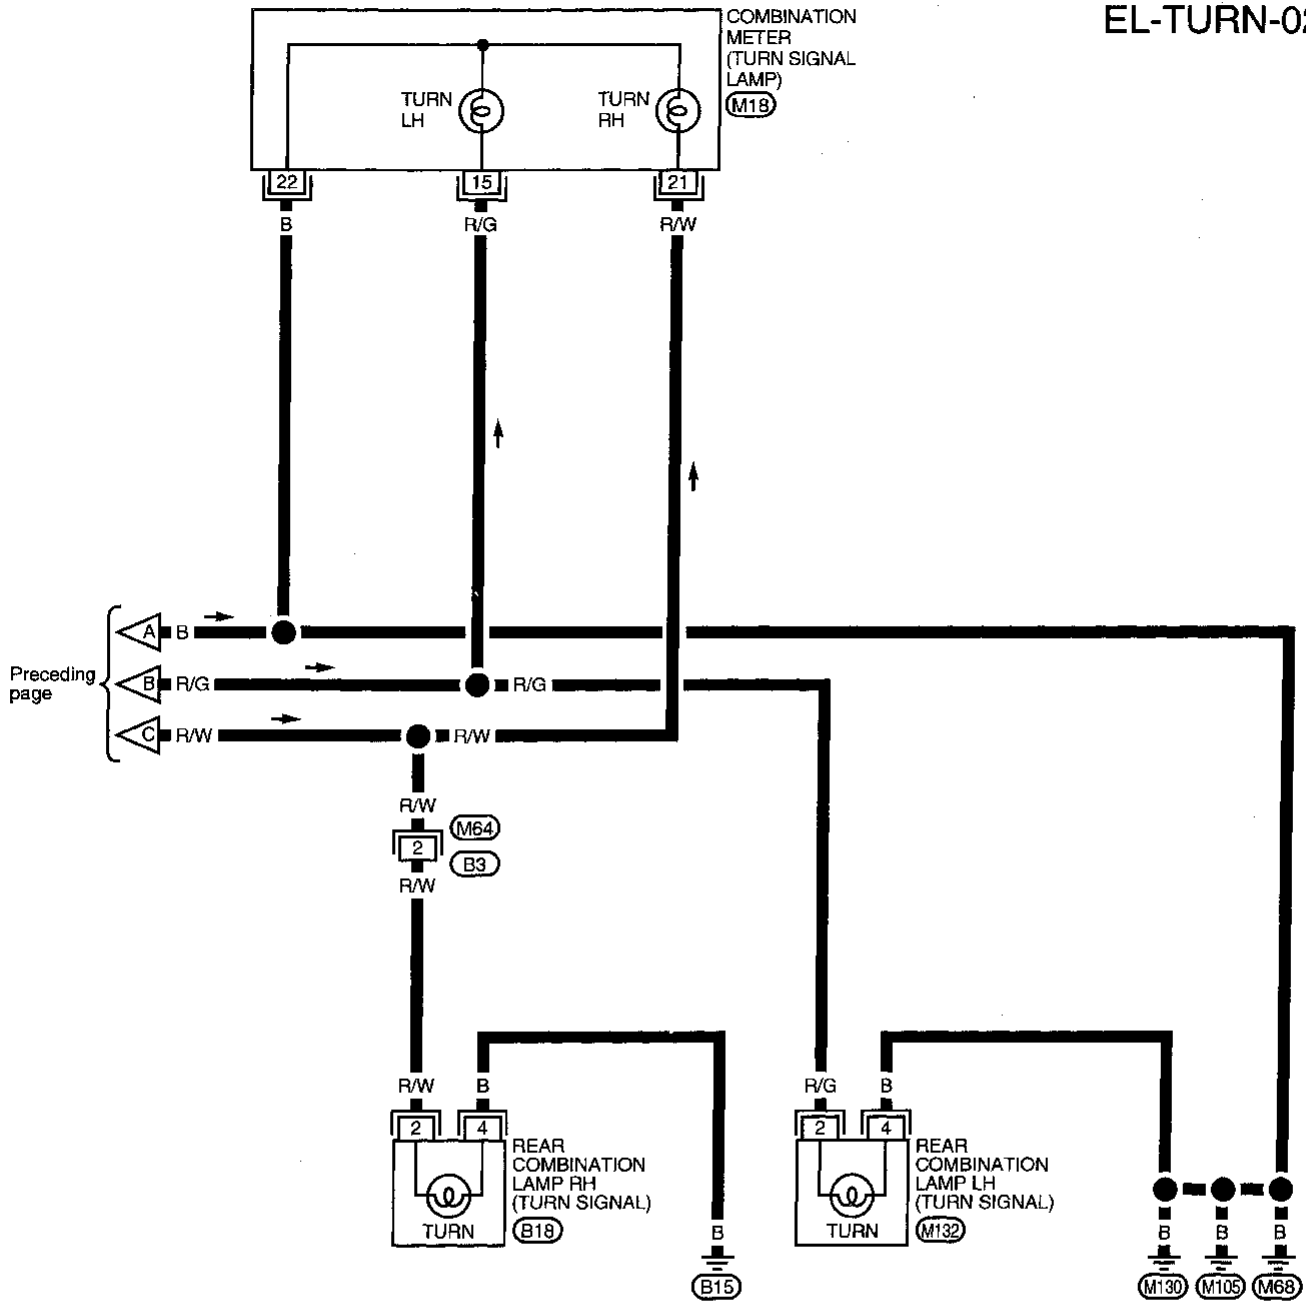 EL-TURN-02
COMBINATION
METER
(TURN SIGNAL
LAMP)
M18
TURN
LH
TURN
RH
22
15
21
B
R/G
R/W
Preceding
page
A
B
B
R/G
R/G
C
R/W
R/W
R/W
M64
2
B3
R/W
R/W
B
R/G
B
2
4
2
4
REAR
COMBINATION
LAMP RH
(TURN SIGNAL)
B18
TURN
REAR
COMBINATION
LAMP LH
(TURN SIGNAL)
M132
TURN
B
B
B
B
B15
M130
M105
M68